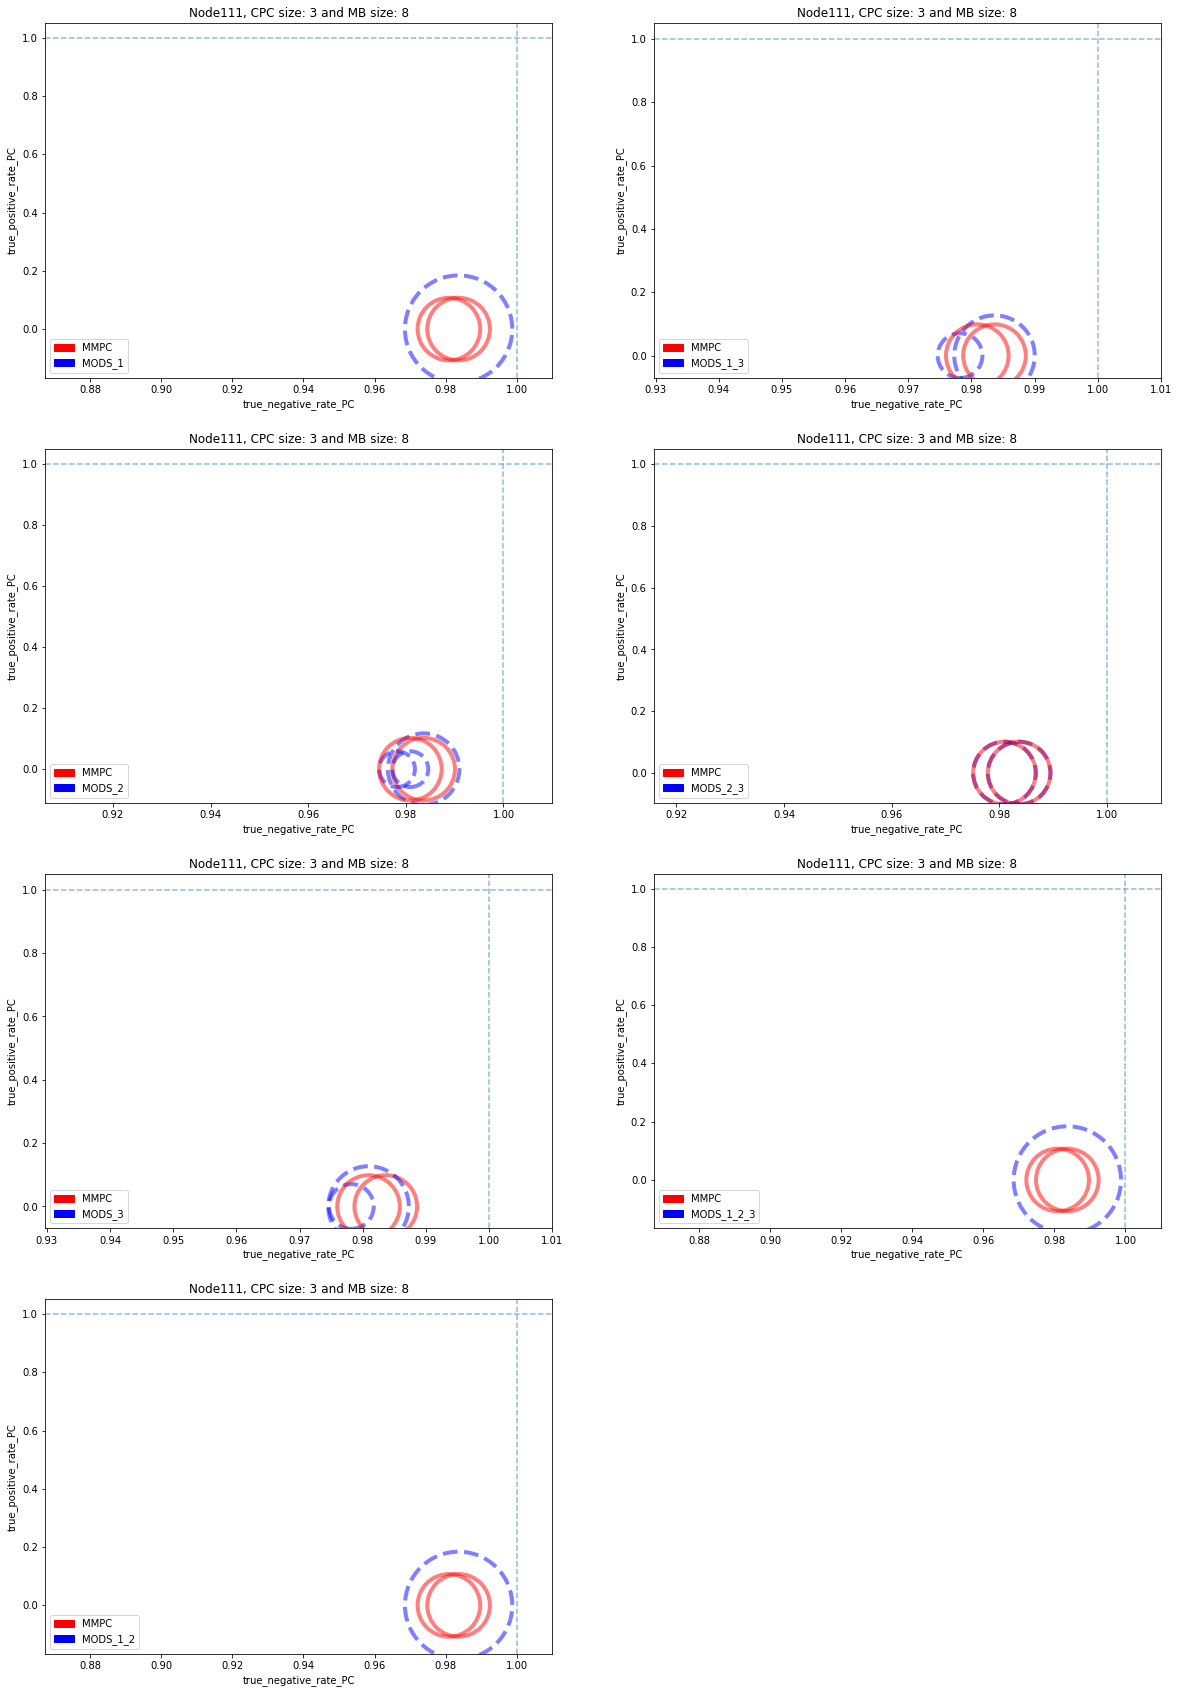 Node111, CPC size: 3 and MB size: 8
true_positive_rate_PC
1.0
0.8
0.6
0.4
0.2
0.0
MMPC
MODS_1
0.88 0.90 0.92 0.94 0.96 0.98 1.00
true_negative_rate_PC
Node111, CPC size: 3 and MB size: 8
true_positive_rate_PC
1.0
0.8
0.6
0.4
0.2
0.0
MMPC
MODS_1_3
0.93 0.94 0.95 0.96 0.97 0.98 0.99 1.00 1.01
true_negative_rate_PC
Node111, CPC size: 3 and MB size: 8
true_positive_rate_PC
1.0
0.8
0.6
0.4
0.2
0.0
MMPC
MODS_2
0.92 0.94 0.96 0.98 1.00
true_negative_rate_PC
Node111, CPC size: 3 and MB size: 8
true_positive_rate_PC
1.0
0.8
0.6
0.4
0.2
0.0
MMPC
MODS_2_3
0.92 0.94 0.96 0.98 1.00
true_negative_rate_PC
Node111, CPC size: 3 and MB size: 8
true_positive_rate_PC
1.0
0.8
0.6
0.4
0.2
0.0
MMPC
MODS_3
0.93 0.94 0.95 0.96 0.97 0.98 0.99 1.00 1.01
true_negative_rate_PC
Node111, CPC size: 3 and MB size: 8
true_positive_rate_PC
1.0
0.8
0.6
0.4
0.2
0.0
MMPC
MODS_1_2_3
0.88 0.90 0.92 0.94 0.96 0.98 1.00
true_negative_rate_PC
Node111, CPC size: 3 and MB size: 8
true_positive_rate_PC
1.0
0.8
0.6
0.4
0.2
0.0
MMPC
MODS_1_2
0.88 0.90 0.92 0.94 0.96 0.98 1.00
true_negative_rate_PC